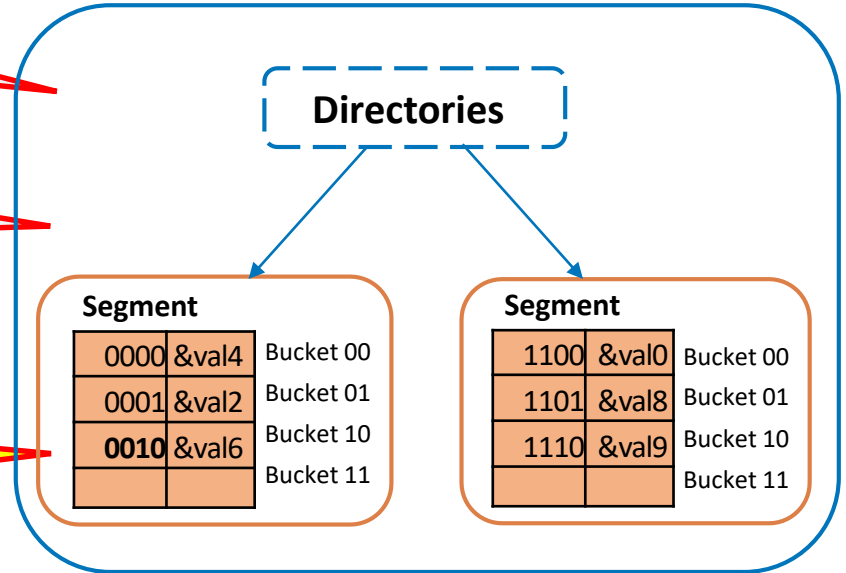 Directories
Segment
0000 &val4 Bucket 00
0001 &val2 Bucket 01
0010 &val6 Bucket 10
Bucket 11
Segment
1100 &val0 Bucket 00
1101 &val8 Bucket 01
1110 &val9 Bucket 10
Bucket 11